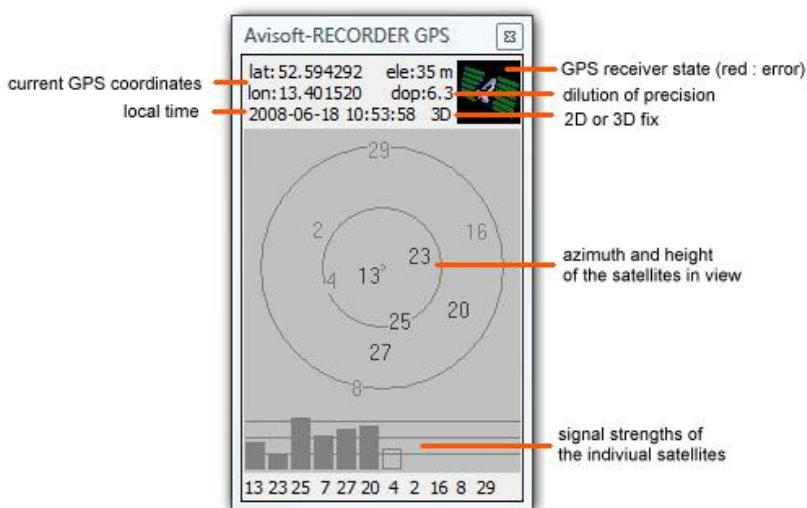 Avisoft-RECORDER GPS
lat: 52.594292 ele: 35 m
lon: 13.401520 dop: 6.3
2008-06-18 10:53:58 3D
current GPS coordinates
local time
GPS receiver state (red : error)
dilution of precision
2D or 3D fix
29
2
16
23
13
4
20
25
27
8
azimuth and height
of the satellites in view
signal strengths of
the indiviual satellites
13 23 25 7 27 20 4 2 16 8 29